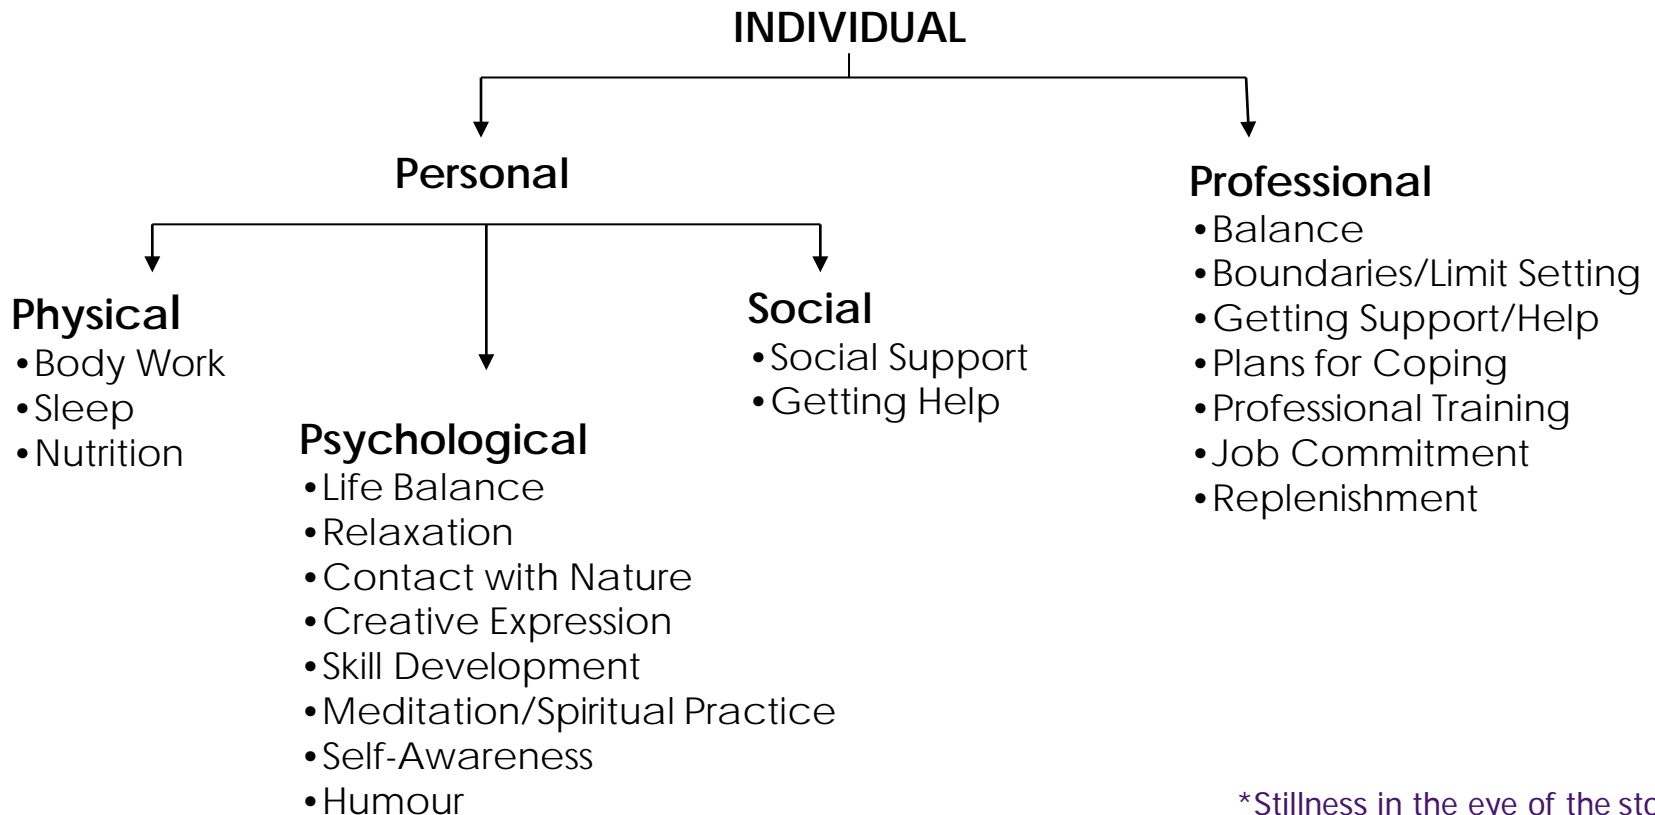 INDIVIDUAL
Personal
Physical
•Body Work
•Sleep
•Nutrition
Psychological
•Life Balance
•Relaxation
•Contact with Nature
•Creative Expression
•Skill Development
•Meditation/Spiritual Practice
•Self-Awareness
•Humour
Social
•Social Support
•Getting Help
Professional
•Balance
•Boundaries/Limit Setting
•Getting Support/Help
•Plans for Coping
•Professional Training
•Job Commitment
•Replenishment
*Stillness in the eye of the